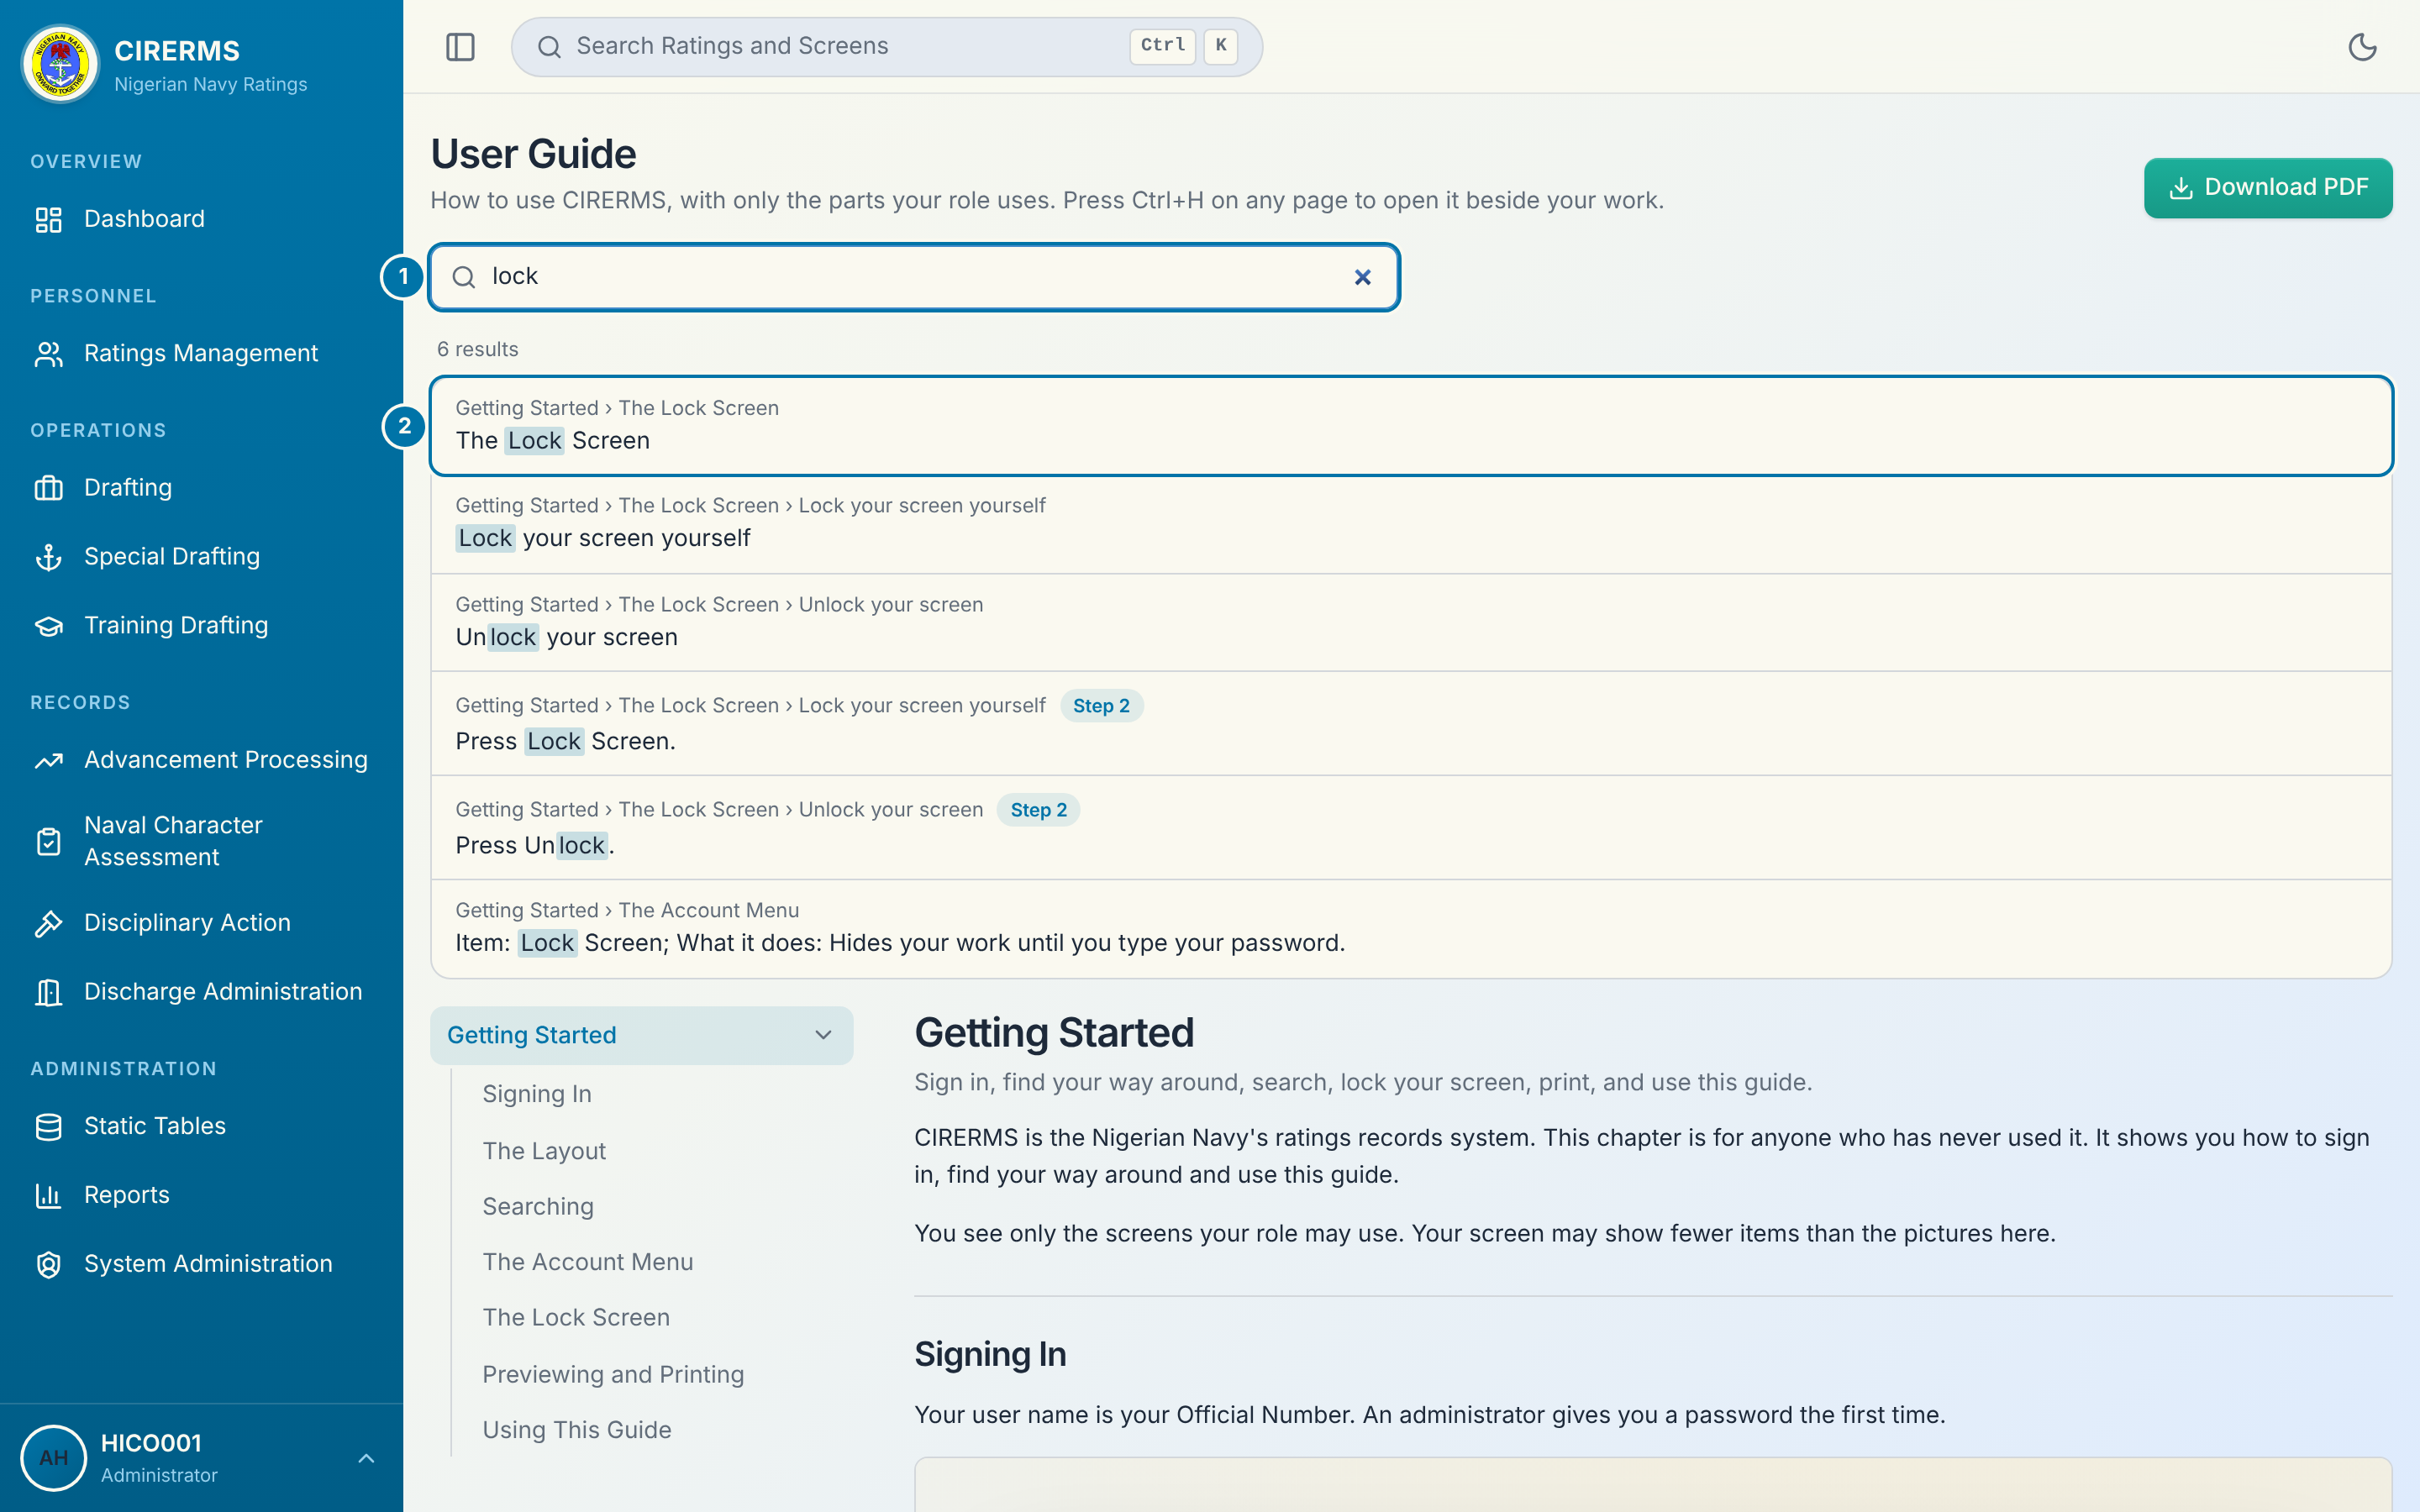 NIGERIAN NAVY
ONWARD TOGETHER
CIRERMS
Nigerian Navy Ratings
OVERVIEW
Dashboard
PERSONNEL
Ratings Management
OPERATIONS
Drafting
Special Drafting
Training Drafting
RECORDS
Advancement Processing
Naval Character
Assessment
Disciplinary Action
Discharge Administration
ADMINISTRATION
Static Tables
Reports
System Administration
AH
HICO001
Administrator
Search Ratings and Screens
Ctrl K
User Guide
How to use CIRERMS, with only the parts your role uses. Press Ctrl+H on any page to open it beside your work.
Download PDF
1
lock
6 results
2
Getting Started › The Lock Screen
The Lock Screen
Getting Started › The Lock Screen › Lock your screen yourself
Lock your screen yourself
Getting Started › The Lock Screen › Unlock your screen
Unlock your screen
Getting Started › The Lock Screen › Lock your screen yourself Step 2
Press Lock Screen.
Getting Started › The Lock Screen › Unlock your screen Step 2
Press Unlock.
Getting Started › The Account Menu
Item: Lock Screen; What it does: Hides your work until you type your password.
Getting Started
Signing In
The Layout
Searching
The Account Menu
The Lock Screen
Previewing and Printing
Using This Guide
Getting Started
Sign in, find your way around, search, lock your screen, print, and use this guide.
CIRERMS is the Nigerian Navy's ratings records system. This chapter is for anyone who has never used it. It shows you how to sign
in, find your way around and use this guide.
You see only the screens your role may use. Your screen may show fewer items than the pictures here.
Signing In
Your user name is your Official Number. An administrator gives you a password the first time.